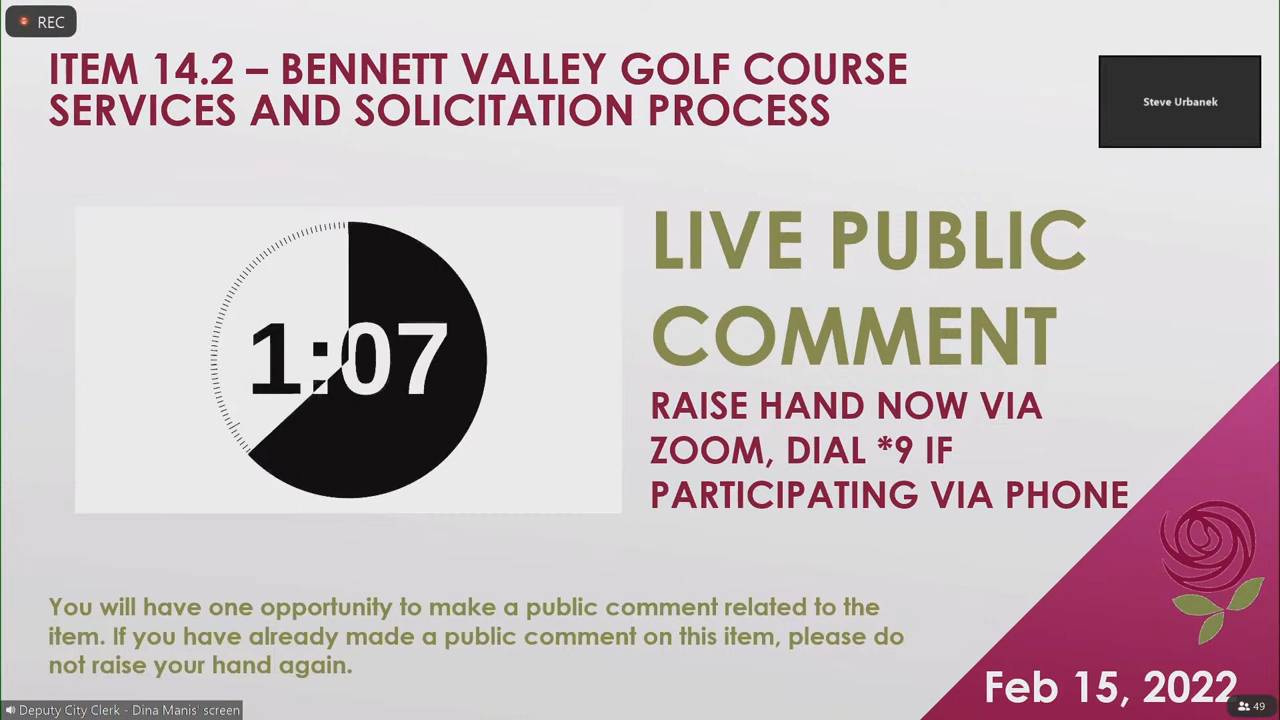 REC
ITEM 14.2 – BENNETT VALLEY GOLF COURSE
SERVICES AND SOLICITATION PROCESS
Steve Urbanek
1:07
LIVE PUBLIC
COMMENT
RAISE HAND NOW VIA
ZOOM, DIAL *9 IF
PARTICIPATING VIA PHONE
You will have one opportunity to make a public comment related to the
item. If you have already made a public comment on this item, please do
not raise your hand again.
Feb 15, 2022
Deputy City Clerk - Dina Manis' screen
49